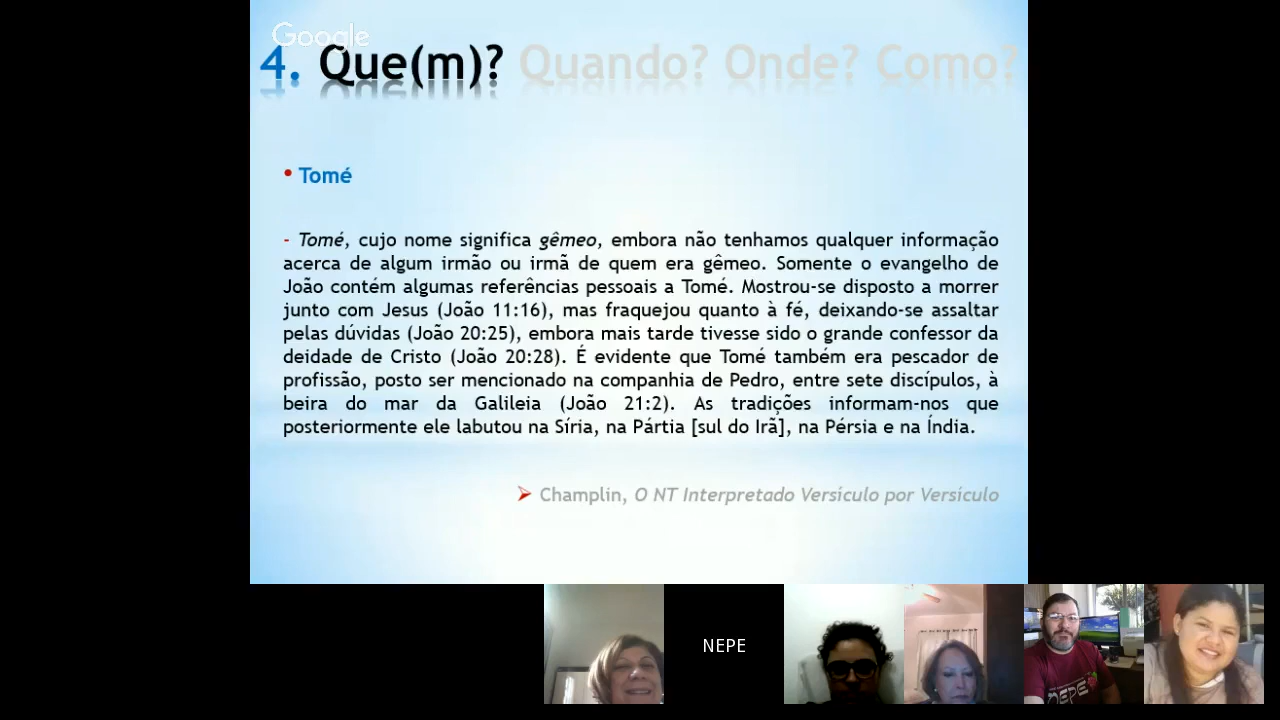 Google
4. Que(m)? Quando? Onde? Como?
• Tomé
- Tomé, cujo nome significa gêmeo, embora não tenhamos qualquer informação
acerca de algum irmão ou irmã de quem era gêmeo. Somente o evangelho de
João contém algumas referências pessoais a Tomé. Mostrou-se disposto a morrer
junto com Jesus (João 11:16), mas fraquejou quanto à fé, deixando-se assaltar
pelas dúvidas (João 20:25), embora mais tarde tivesse sido o grande confessor da
deidade de Cristo (João 20:28). É evidente que Tomé também era pescador de
profissão, posto ser mencionado na companhia de Pedro, entre sete discípulos, à
beira do mar da Galileia (João 21:2). As tradições informam-nos que
posteriormente ele labutou na Síria, na Pártia [sul do Irã], na Pérsia e na Índia.
➤ Champlin, O NT Interpretado Versículo por Versículo
NEPE
NEPE